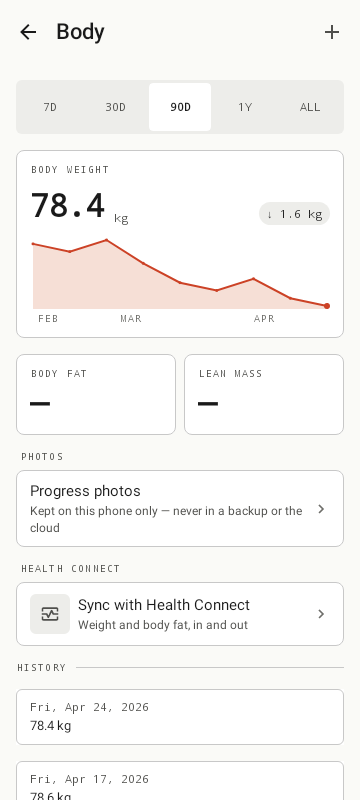 Body
7D 30D 90D 1Y ALL
BODY WEIGHT
78.4 kg
↓ 1.6 kg
FEB MAR APR
BODY FAT
—
LEAN MASS
—
PHOTOS
Progress photos
Kept on this phone only — never in a backup or the
cloud
HEALTH CONNECT
Sync with Health Connect
Weight and body fat, in and out
HISTORY
Fri, Apr 24, 2026
78.4 kg
Fri, Apr 17, 2026
78.6 kg